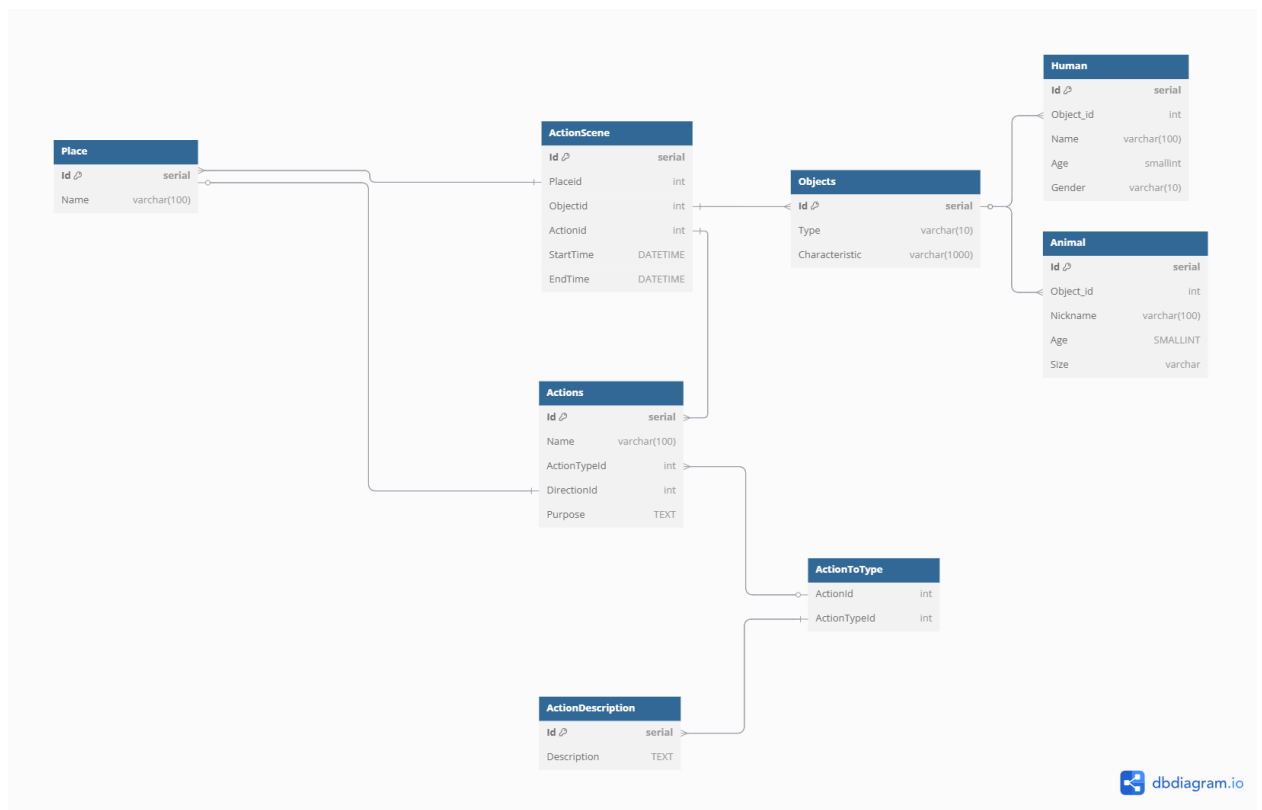 Place
Id serial
Name varchar(100)
ActionScene
Id serial
Placeid int
Objectid int
Actionid int
StartTime DATETIME
EndTime DATETIME
Objects
Id serial
Type varchar(10)
Characteristic varchar(1000)
Human
Id serial
Object_id int
Name varchar(100)
Age smallint
Gender varchar(10)
Animal
Id serial
Object_id int
Nickname varchar(100)
Age SMALLINT
Size varchar
Actions
Id serial
Name varchar(100)
ActionTypeId int
DirectionId int
Purpose TEXT
ActionToType
ActionId int
ActionTypeId int
ActionDescription
Id serial
Description TEXT
dbdiagram.io